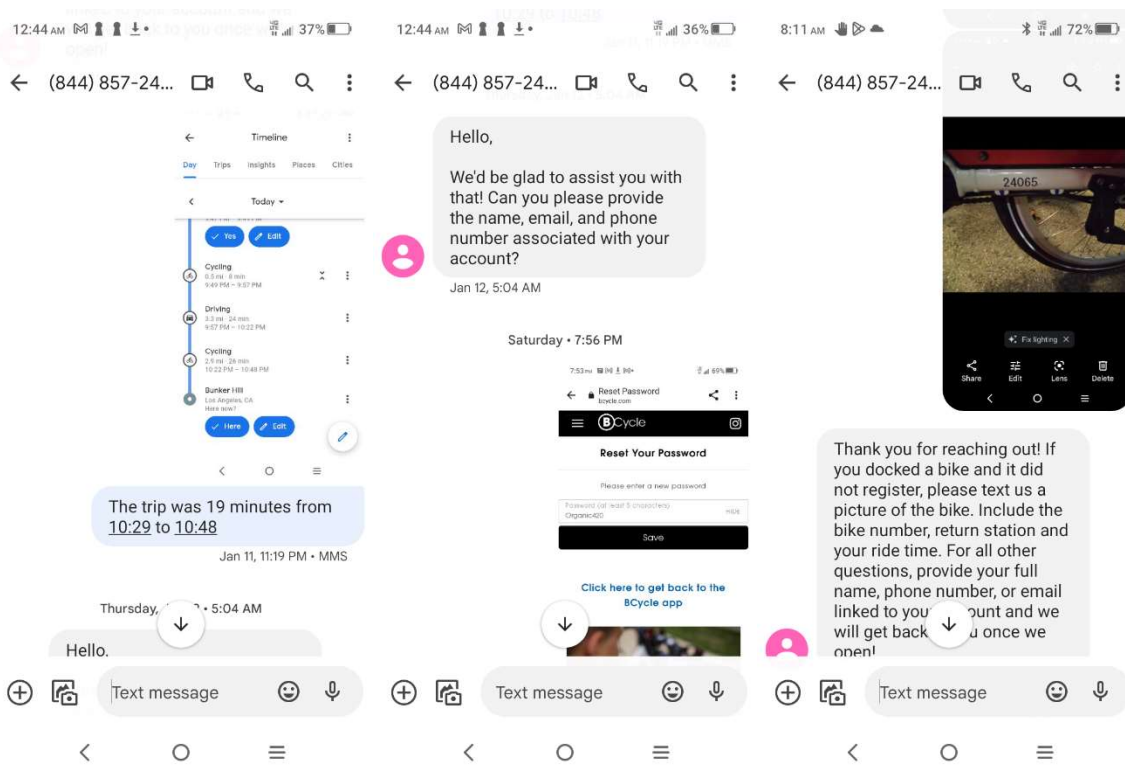 12:44 AM
37%
(844) 857-24...
Timeline
Day Trips Insights Places Cities
Today
Yes Edit
Cycling
0.5 mi · 8 min
9:49 PM – 9:57 PM
Driving
3.3 mi · 24 min
9:57 PM – 10:22 PM
Cycling
2.9 mi · 26 min
10:22 PM – 10:48 PM
Bunker Hill
Los Angeles, CA
Here now?
Here Edit
The trip was 19 minutes from
10:29 to 10:48
Jan 11, 11:19 PM • MMS
Thursday, • 5:04 AM
Hello,
Text message
12:44 AM
36%
(844) 857-24...
Hello,
We'd be glad to assist you with
that! Can you please provide
the name, email, and phone
number associated with your
account?
Jan 12, 5:04 AM
Saturday • 7:56 PM
7:53 PM
69%
Reset Password
bcycle.com
BCycle
Reset Your Password
Please enter a new password
Password (at least 5 characters)
Organic420
HIDE
Save
Click here to get back to the
BCycle app
Text message
8:11 AM
72%
(844) 857-24...
24065
Fix lighting
Share Edit Lens Delete
Thank you for reaching out! If
you docked a bike and it did
not register, please text us a
picture of the bike. Include the
bike number, return station and
your ride time. For all other
questions, provide your full
name, phone number, or email
linked to your account and we
will get back you once we
open!
Text message